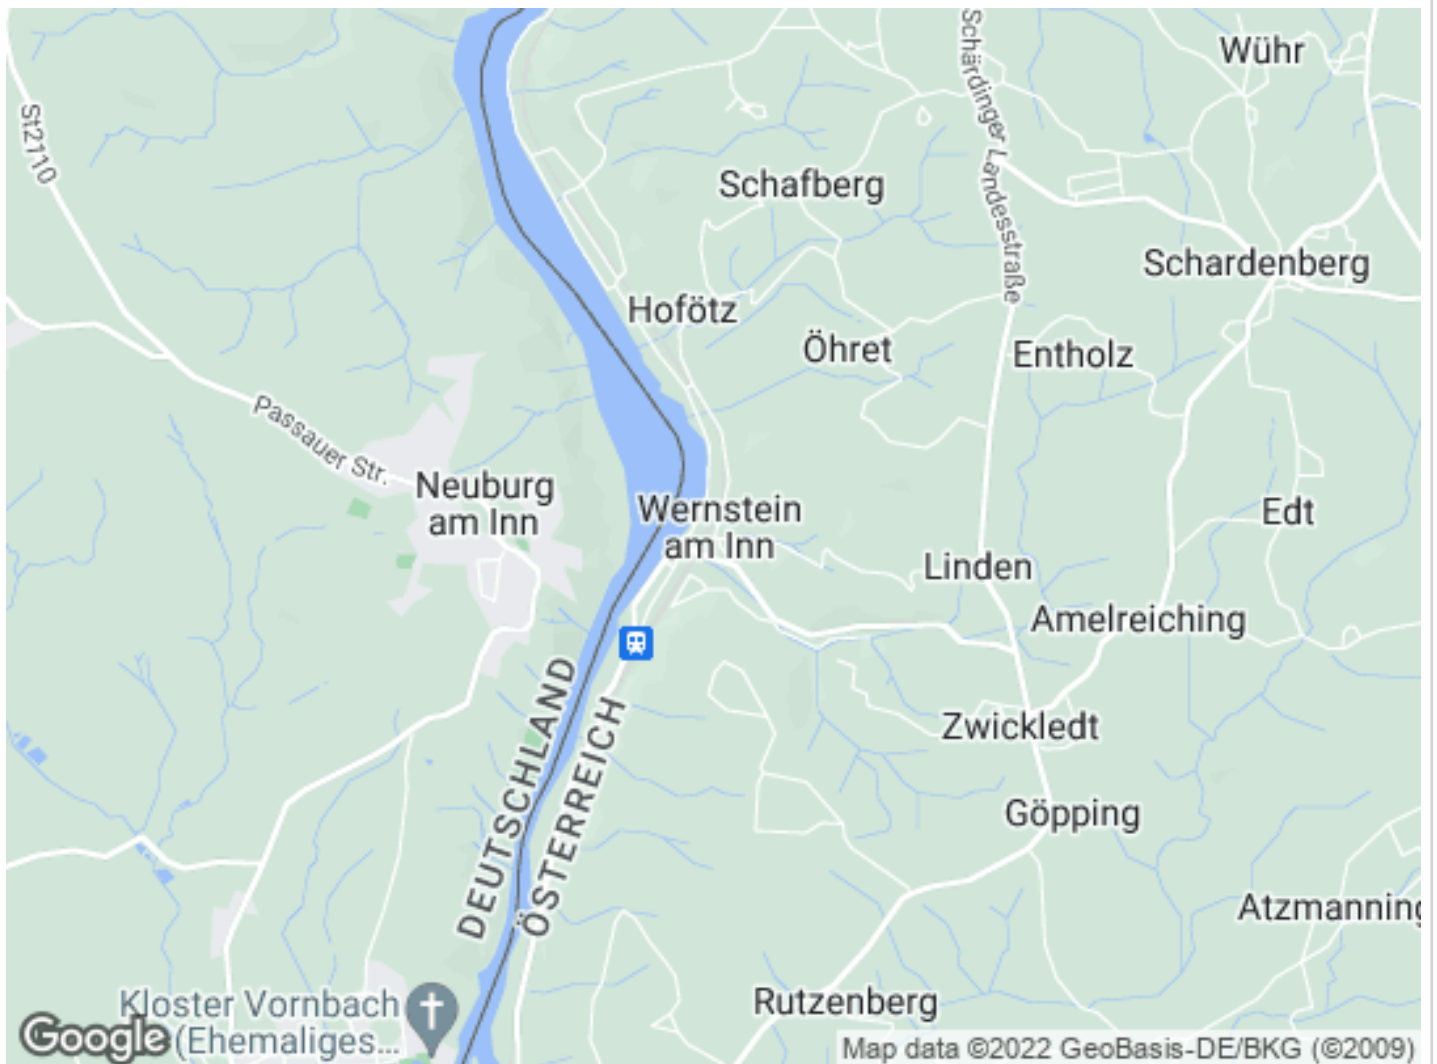 Wühr
St2110
Schärdinger Landesstraße
Schafberg
Schardenberg
Hofötz
Öhret
Entholz
Passauer Str.
Neuburg
am Inn
Wernstein
am Inn
Edt
Linden
Amelreiching
DEUTSCHLAND
ÖSTERREICH
Zwickledt
Göpping
Atzmanning
Kloster Vornbach
(Ehemaliges...
Rutzenberg
Google
Map data ©2022 GeoBasis-DE/BKG (©2009)